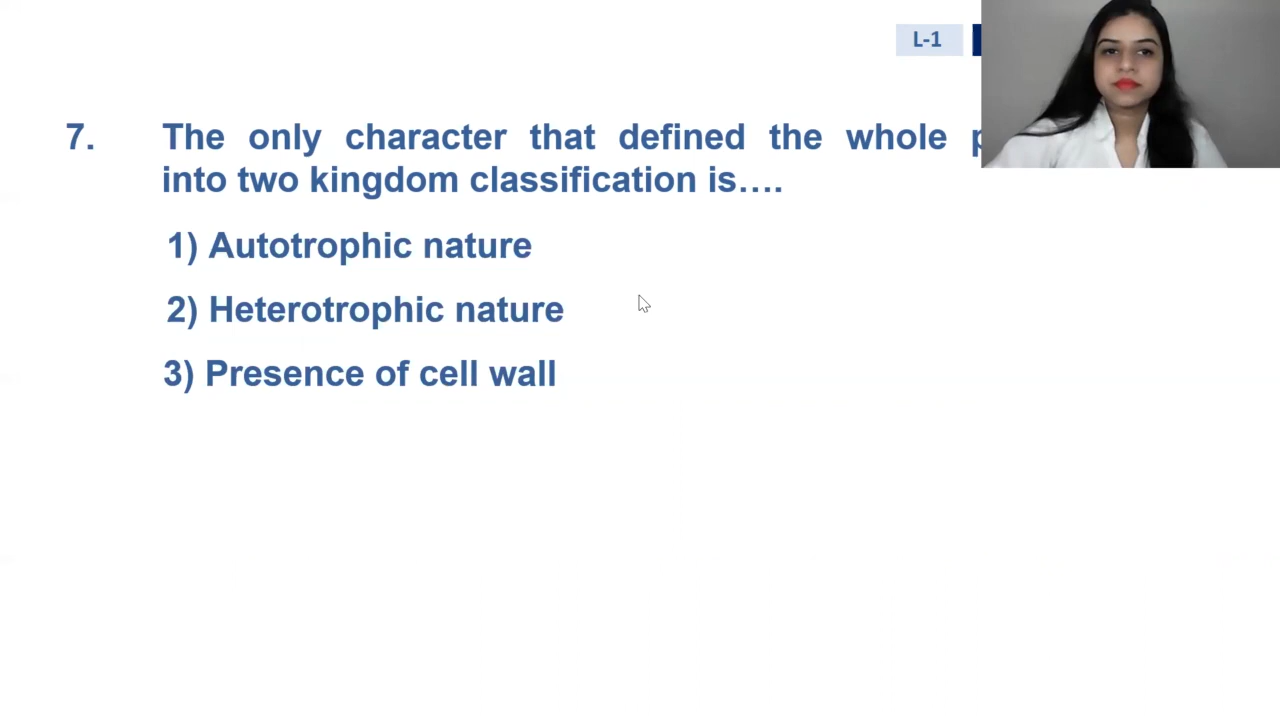 L-1
7. The only character that defined the whole
into two kingdom classification is....
1) Autotrophic nature
2) Heterotrophic nature
3) Presence of cell wall